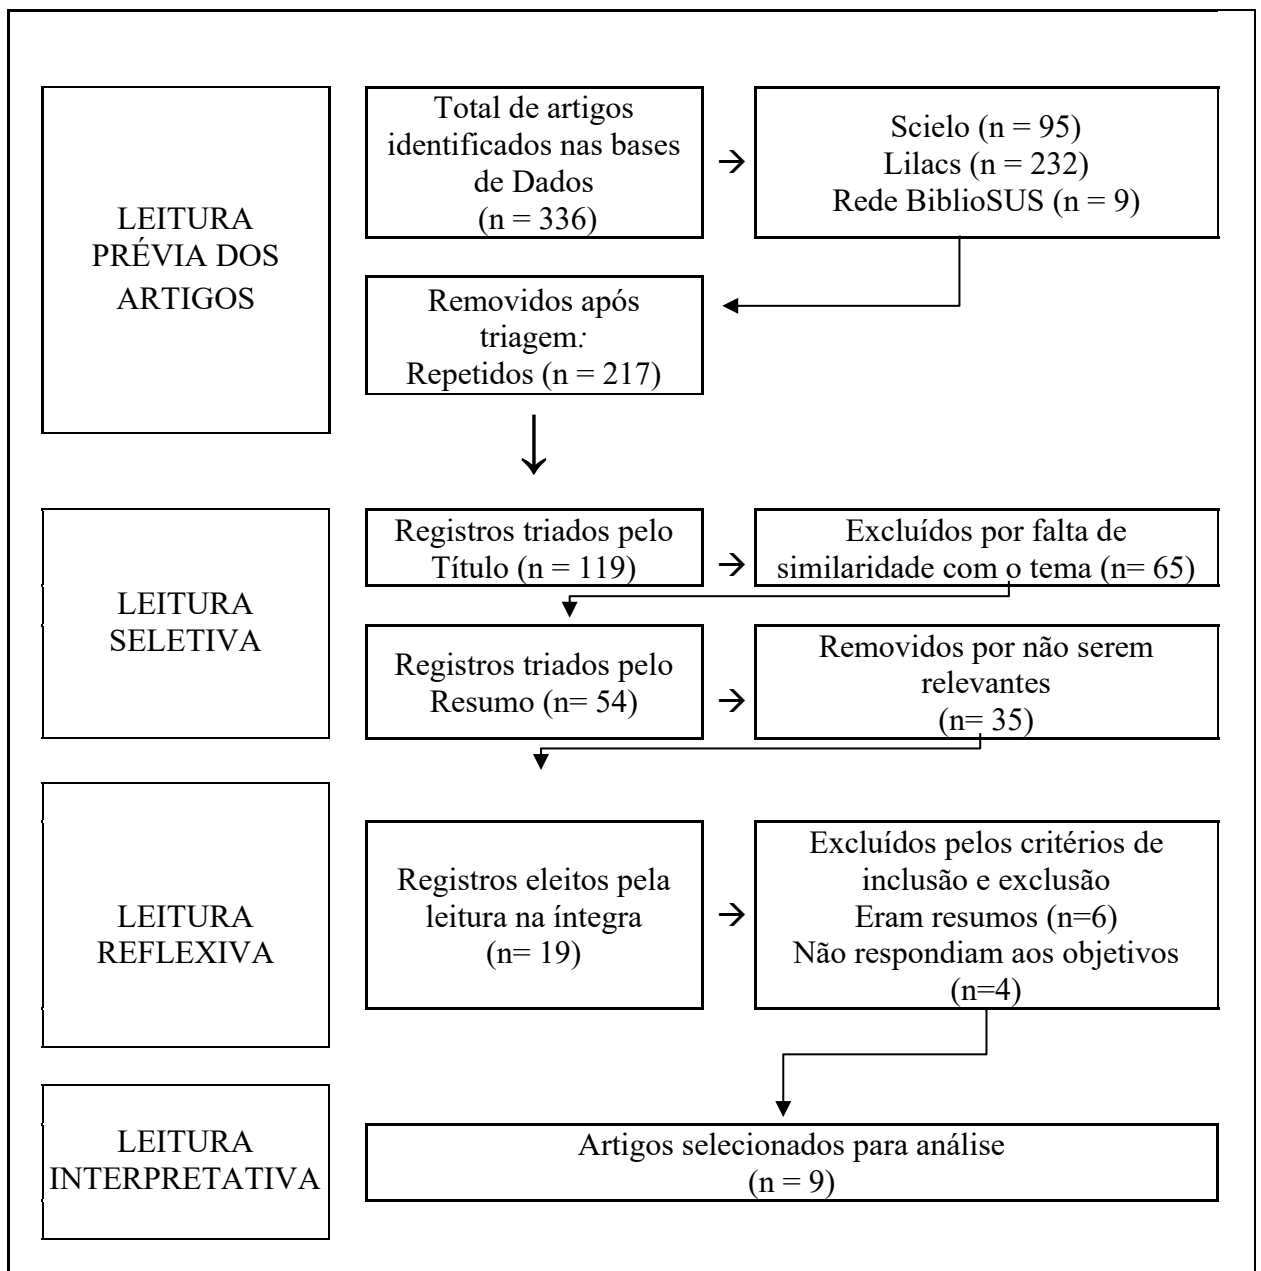 LEITURA
PRÉVIA DOS
ARTIGOS
Total de artigos
identificados nas bases
de Dados
(n = 336)
Scielo (n = 95)
Lilacs (n = 232)
Rede BiblioSUS (n = 9)
Removidos após
triagem:
Repetidos (n = 217)
LEITURA
SELETIVA
Registros triados pelo
Título (n = 119)
Excluídos por falta de
similaridade com o tema (n= 65)
Registros triados pelo
Resumo (n= 54)
Removidos por não serem
relevantes
(n= 35)
LEITURA
REFLEXIVA
Registros eleitos pela
leitura na íntegra
(n= 19)
Excluídos pelos critérios de
inclusão e exclusão
Eram resumos (n=6)
Não respondiam aos objetivos
(n=4)
LEITURA
INTERPRETATIVA
Artigos selecionados para análise
(n = 9)